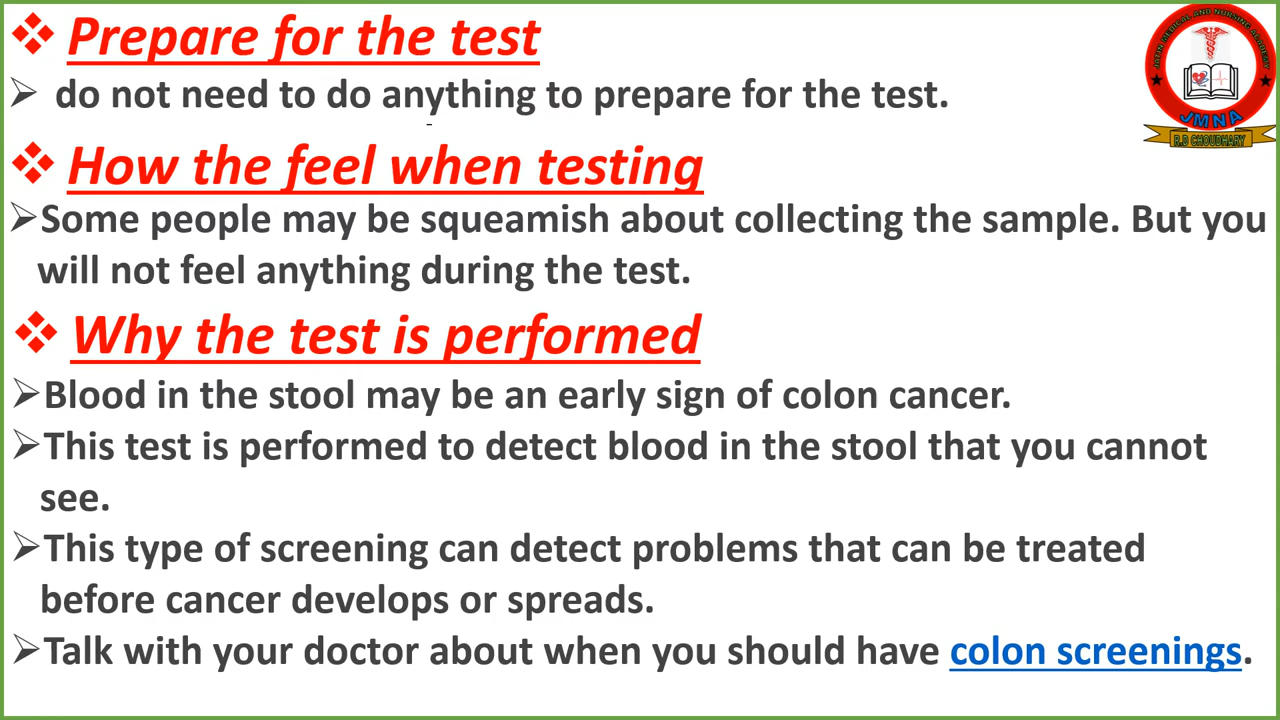 Prepare for the test
do not need to do anything to prepare for the test.
How the feel when testing
Some people may be squeamish about collecting the sample. But you
will not feel anything during the test.
Why the test is performed
Blood in the stool may be an early sign of colon cancer.
This test is performed to detect blood in the stool that you cannot
see.
This type of screening can detect problems that can be treated
before cancer develops or spreads.
Talk with your doctor about when you should have colon screenings.
MEDICAL AND NURSING ACADEMY
JMNA
R.D CHOUDHARY